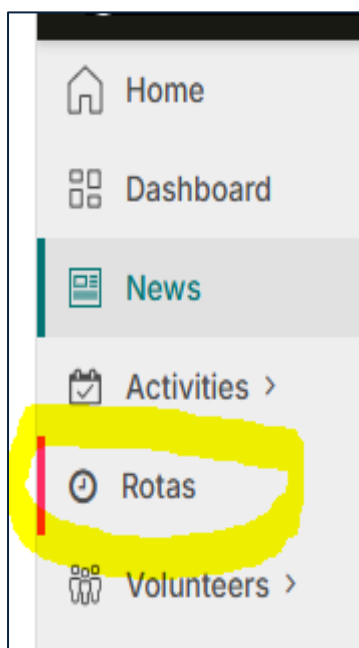 Home
Dashboard
News
Activities >
Rotas
Volunteers >